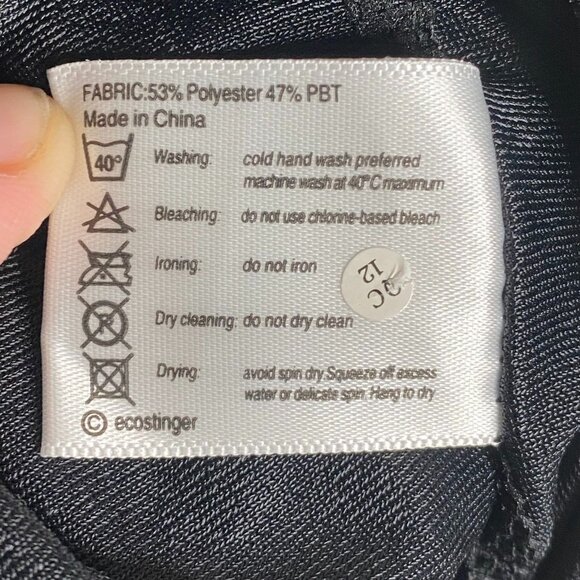 FABRIC:53% Polyester 47% PBT
Made in China
40° Washing: cold hand wash preferred
machine wash at 40°C maximum
Bleaching: do not use chlorine-based bleach
Ironing: do not iron
QC
12
Dry cleaning: do not dry clean
Drying: avoid spin dry. Squeeze off excess
water or delicate spin. Hang to dry
© ecostinger